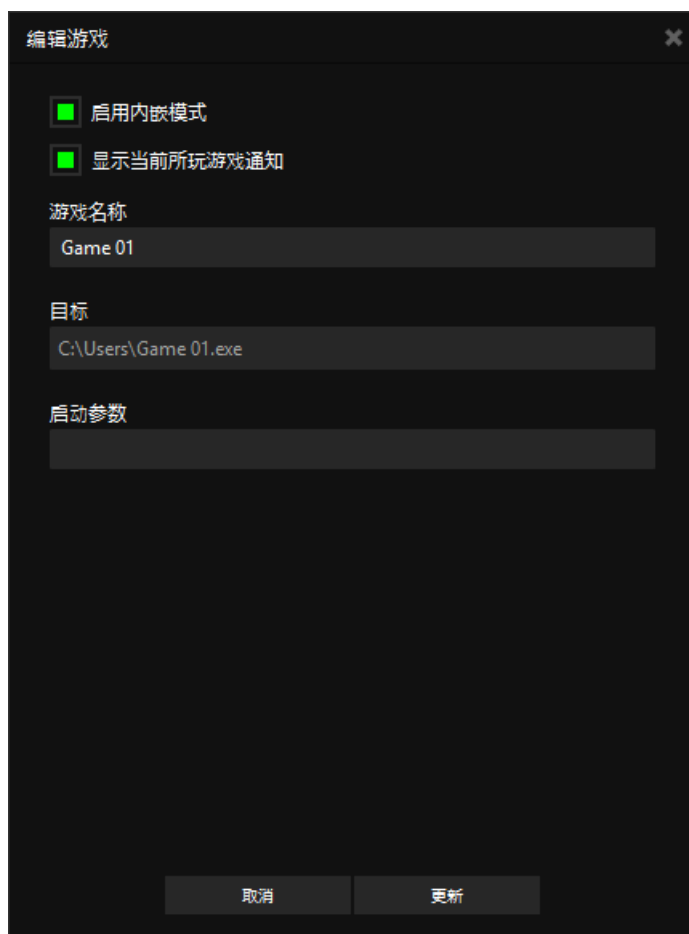 编辑游戏
启用内嵌模式
显示当前所玩游戏通知
游戏名称
Game 01
目标
C:\Users\Game 01.exe
启动参数
取消
更新